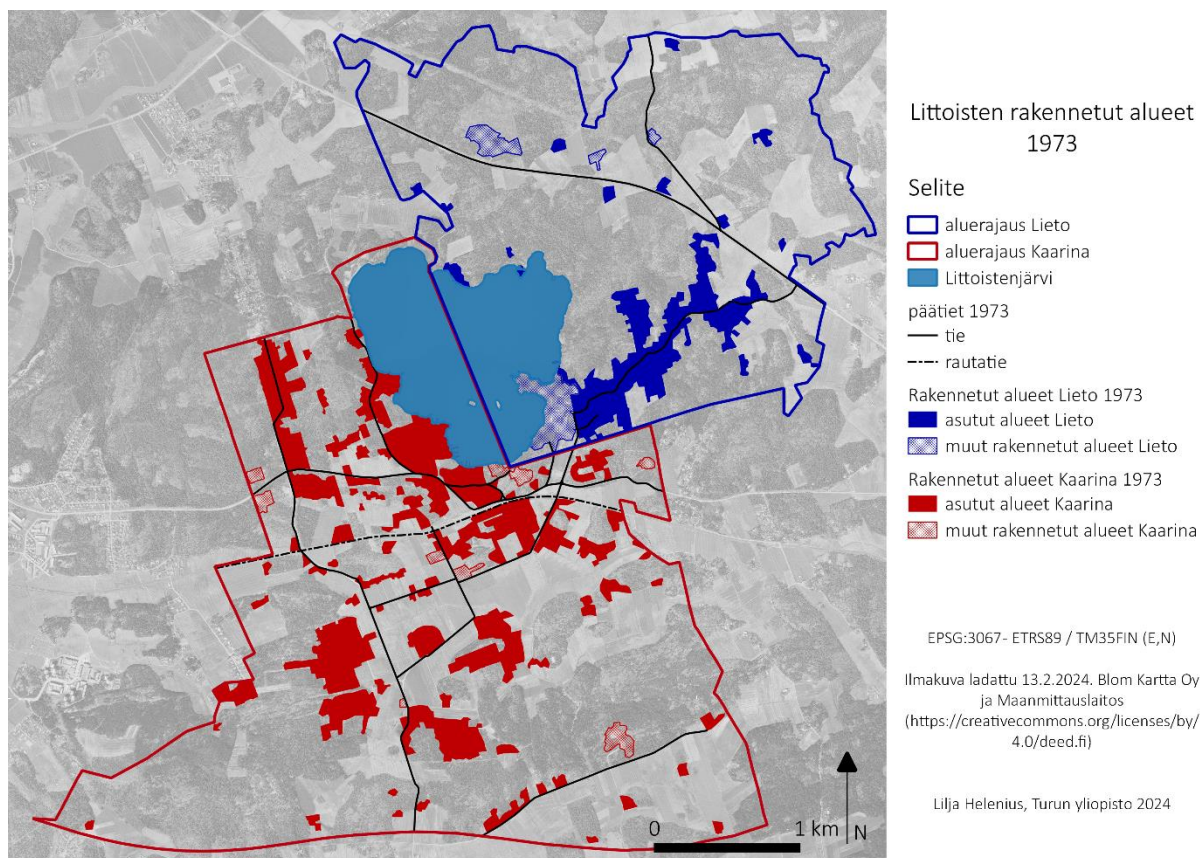 Littoisten rakennetut alueet
1973
Selite
aluerajaus Lieto
aluerajaus Kaarina
Littoistenjärvi
päätiet 1973
tie
rautatie
Rakennetut alueet Lieto 1973
asutut alueet Lieto
muut rakennetut alueet Lieto
Rakennetut alueet Kaarina 1973
asutut alueet Kaarina
muut rakennetut alueet Kaarina
EPSG:3067- ETRS89 / TM35FIN (E,N)
Ilmakuva ladattu 13.2.2024. Blom Kartta Oy
ja Maanmittauslaitos
(https://creativecommons.org/licenses/by/
4.0/deed.fi)
Lilja Helenius, Turun yliopisto 2024
0 1 km N